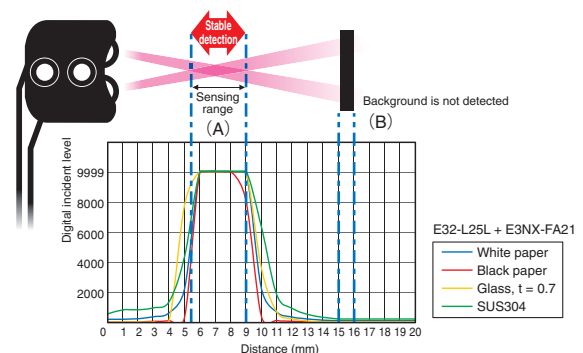 Stable
detection
Sensing
range
(A)
Background is not detected
(B)
Digital incident level
9999
8000
6000
4000
2000
0 1 2 3 4 5 6 7 8 9 10 11 12 13 14 15 16 17 18 19 20
Distance (mm)
E32-L25L + E3NX-FA21
White paper
Black paper
Glass, t = 0.7
SUS304